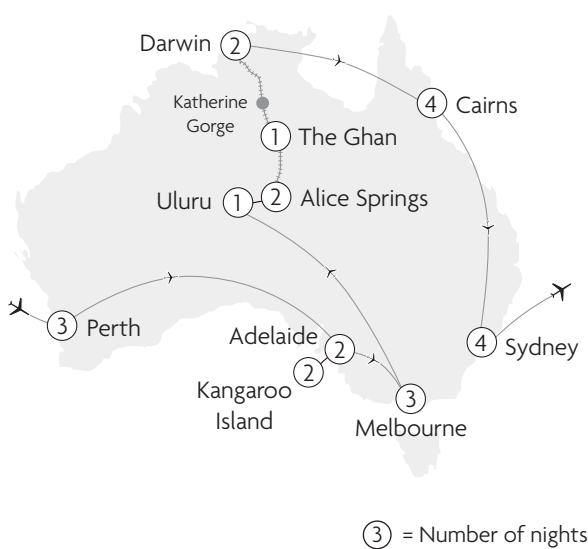 Darwin 2
4 Cairns
Katherine
Gorge
1 The Ghan
Uluru 1
2 Alice Springs
3 Perth
Adelaide 2
4 Sydney
2
Kangaroo
Island
3
Melbourne
3 = Number of nights